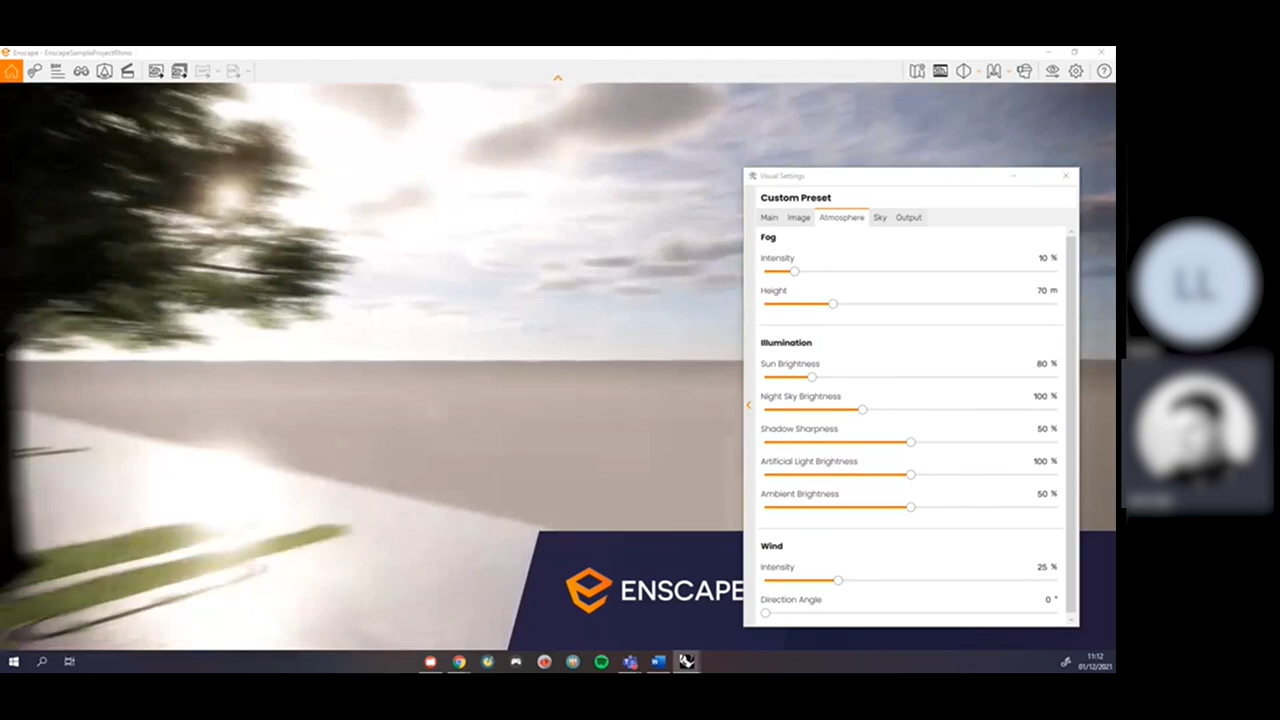 Enscape - EnscapeSampleProjectRhino
Visual Settings
Custom Preset
Main Image Atmosphere Sky Output
Fog
Intensity 10 %
Height 70 m
Illumination
Sun Brightness 80 %
Night Sky Brightness 100 %
Shadow Sharpness 50 %
Artificial Light Brightness 100 %
Ambient Brightness 50 %
Wind
Intensity 25 %
Direction Angle 0 °
ENSCAPE
11:12
01/12/2021
LL